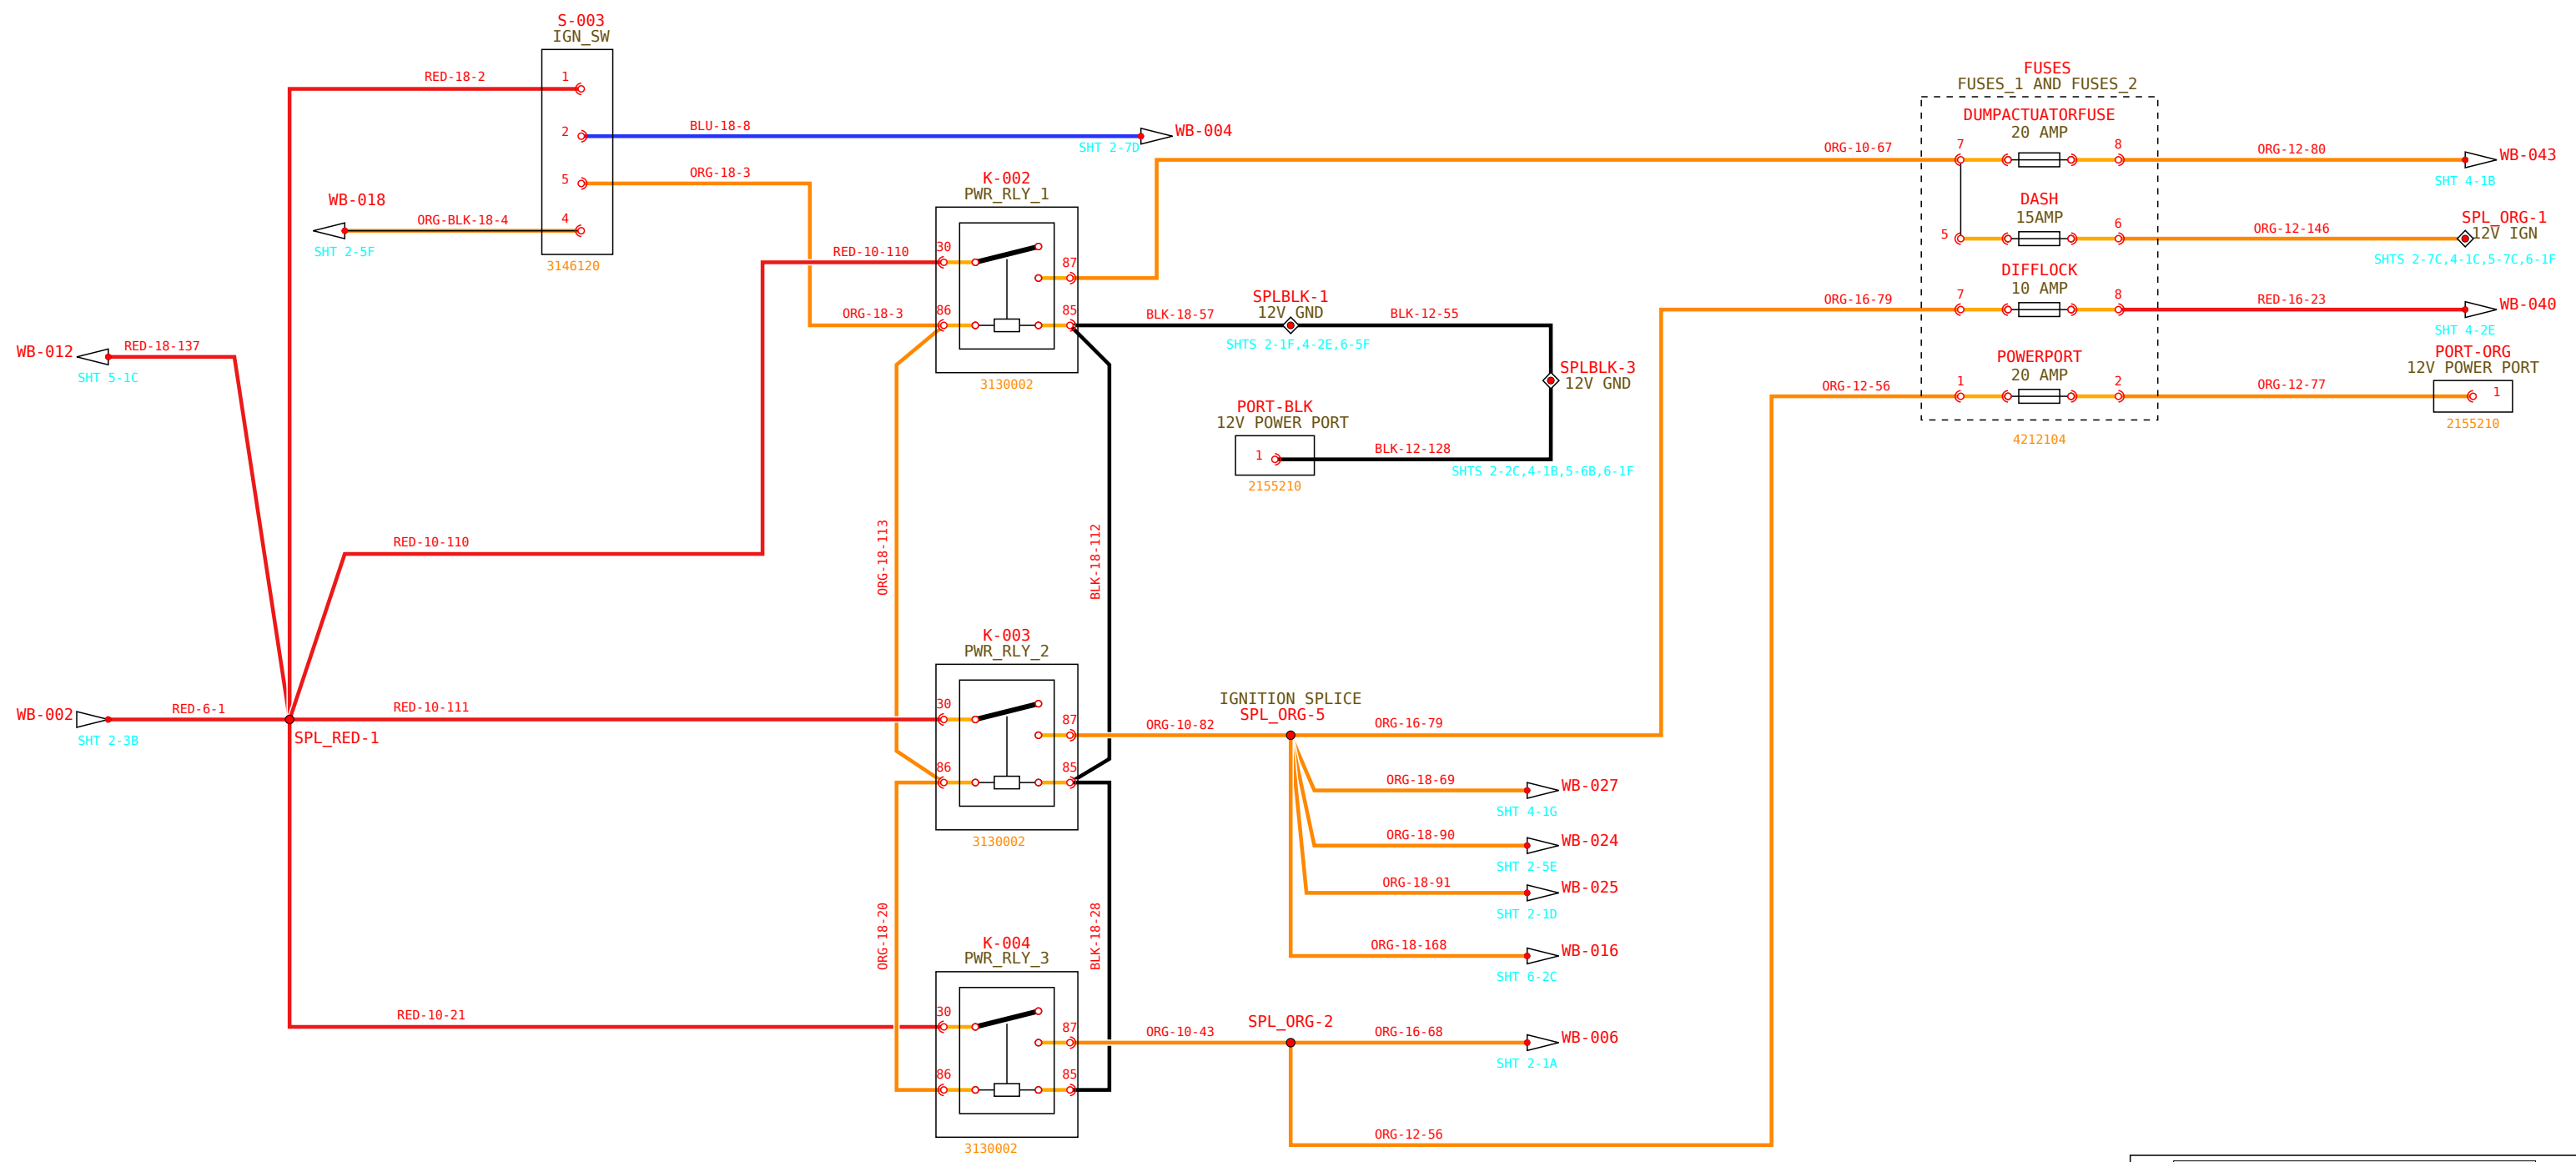 S-003
IGN_SW
RED-18-2
1
2
5
4
3146120
BLU-18-8
WB-004
SHT 2-7D
ORG-18-3
WB-018
ORG-BLK-18-4
SHT 2-5F
K-002
PWR_RLY_1
RED-10-110
30
87
ORG-18-3
86
85
3130002
BLK-18-57
SPLBLK-1
12V GND
BLK-12-55
SHTS 2-1F,4-2E,6-5F
SPLBLK-3
12V GND
PORT-BLK
12V POWER PORT
1
BLK-12-128
2155210
SHTS 2-2C,4-1B,5-6B,6-1F
FUSES
FUSES_1 AND FUSES_2
DUMPACTUATORFUSE
20 AMP
ORG-10-67
7
8
ORG-12-80
WB-043
SHT 4-1B
DASH
15AMP
5
6
ORG-12-146
SPL_ORG-1
12V IGN
SHTS 2-7C,4-1C,5-7C,6-1F
DIFFLOCK
10 AMP
ORG-16-79
7
8
RED-16-23
WB-040
SHT 4-2E
POWERPORT
20 AMP
ORG-12-56
1
2
ORG-12-77
PORT-ORG
12V POWER PORT
1
2155210
4212104
WB-012
RED-18-137
SHT 5-1C
RED-10-110
ORG-18-113
BLK-18-112
WB-002
RED-6-1
SHT 2-3B
SPL_RED-1
RED-10-111
K-003
PWR_RLY_2
30
87
86
85
3130002
ORG-10-82
IGNITION SPLICE
SPL_ORG-5
ORG-16-79
ORG-18-69
WB-027
SHT 4-1G
ORG-18-90
WB-024
SHT 2-5E
ORG-18-91
WB-025
SHT 2-1D
ORG-18-168
WB-016
SHT 6-2C
ORG-18-20
BLK-18-28
K-004
PWR_RLY_3
RED-10-21
30
87
86
85
3130002
ORG-10-43
SPL_ORG-2
ORG-16-68
WB-006
SHT 2-1A
ORG-12-56